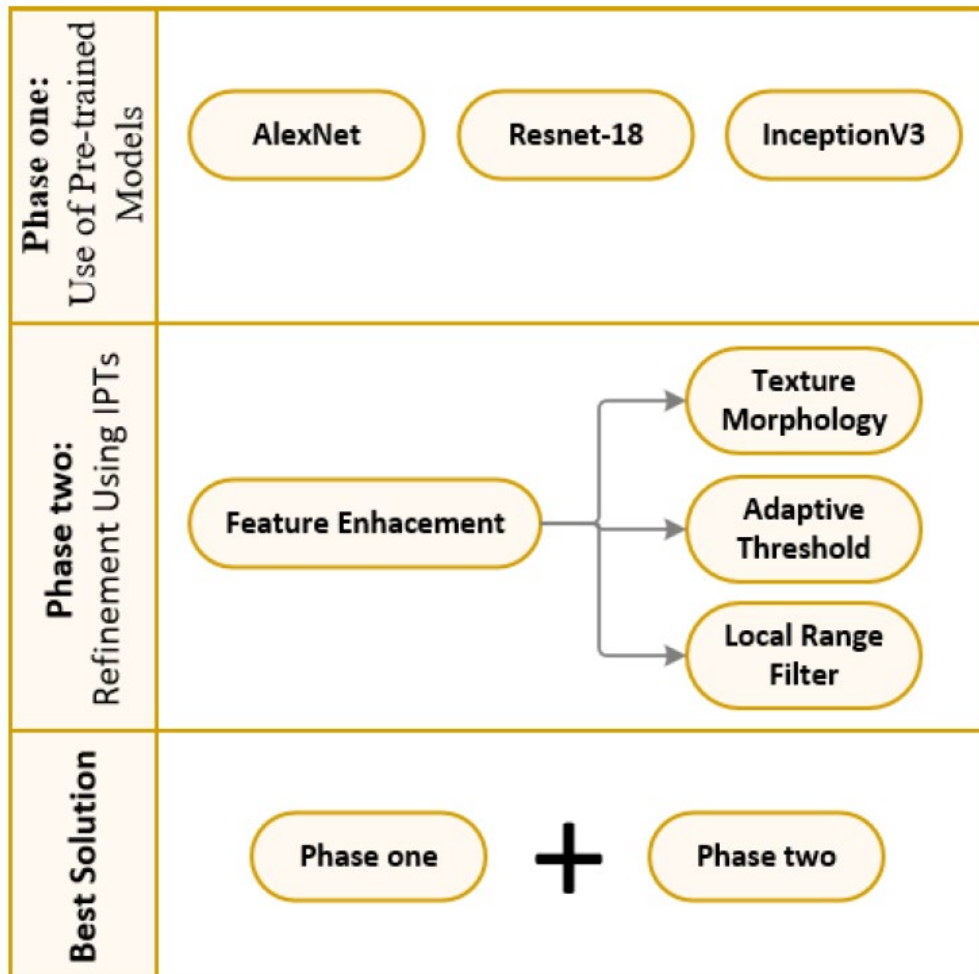 Phase one:
Use of Pre-trained
Models
AlexNet
Resnet-18
InceptionV3
Phase two:
Refinement Using IPTs
Feature Enhacement
Texture
Morphology
Adaptive
Threshold
Local Range
Filter
Best Solution
Phase one
+
Phase two